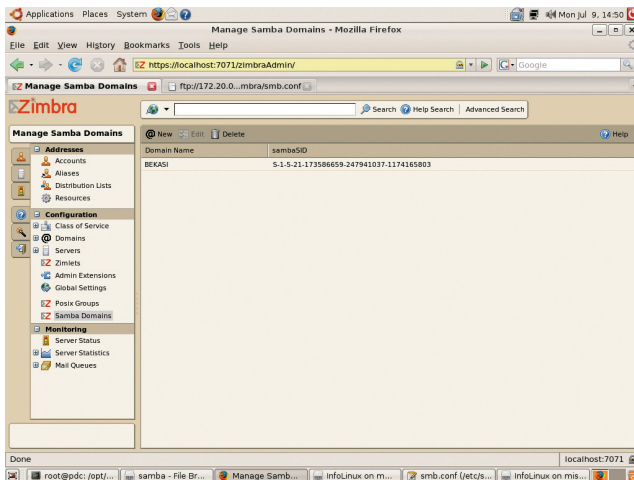 Applications Places System Mon Jul 9, 14:50
Manage Samba Domains - Mozilla Firefox
File Edit View History Bookmarks Tools Help
https://localhost:7071/zimbraAdmin/ Google
Manage Samba Domains ftp://172.20.0...mbra/smb.conf
Zimbra Search Help Search Advanced Search
Manage Samba Domains New Edit Delete Help
Addresses
Accounts
Aliases
Distribution Lists
Resources
Configuration
Class of Service
Domains
Servers
Zimlets
Admin Extensions
Global Settings
Posix Groups
Samba Domains
Monitoring
Server Status
Server Statistics
Mail Queues
Domain Name sambaSID
BEKASI S-1-5-21-173586659-247941037-1174165803
Done localhost:7071
root@pdc: /opt/... samba - File Br... Manage Samb... InfoLinux on m... smb.conf (/etc/s... InfoLinux on mis...